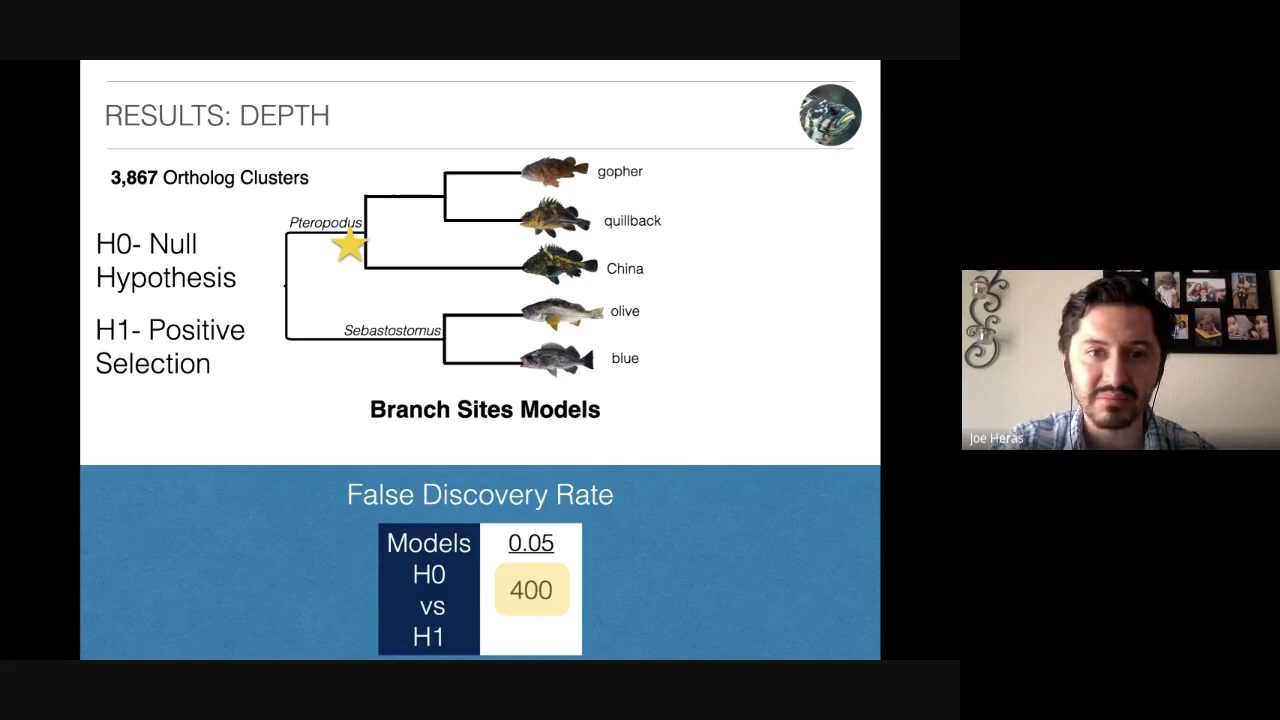 RESULTS: DEPTH
3,867 Ortholog Clusters
H0- Null
Hypothesis
H1- Positive
Selection
Pteropodus
Sebastostomus
gopher
quillback
China
olive
blue
Branch Sites Models
False Discovery Rate
Models
H0
vs
H1
0.05
400
Joe Heras